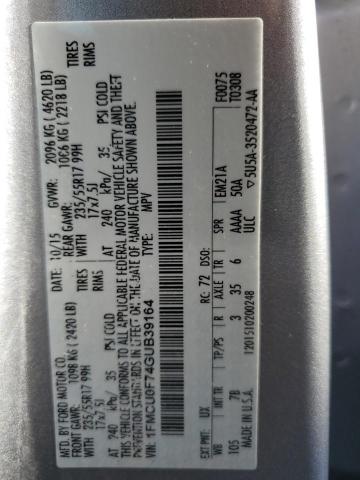 MFD. BY FORD MOTOR CO.
DATE: 10/15 GVWR: 2096 KG ( 4620 LB)
FRONT GAWR: 1098 KG ( 2420 LB) REAR GAWR: 1006 KG ( 2218 LB)
235/55R17 99H WITH 235/55R17 99H TIRES
17x7.5J 17x7.5J RIMS
AT 240 kPa/ 35 PSI COLD AT 240 kPa/ 35 PSI COLD
THIS VEHICLE CONFORMS TO ALL APPLICABLE FEDERAL MOTOR VEHICLE SAFETY AND THEFT
PREVENTION STANDARDS IN EFFECT ON THE DATE OF MANUFACTURE SHOWN ABOVE.
VIN: 1FMCU0F74GUB39164 TYPE: MPV
F0075
T0308
EXT PNT: UX RC: 72 DSO:
WB INT TR TP/PS R AXLE TR SPR EM21A
105 7B 3 35 6 AAAA 50A
1201510200248 ULC
MADE IN U.S.A. ▽5U5A-3520472-AA